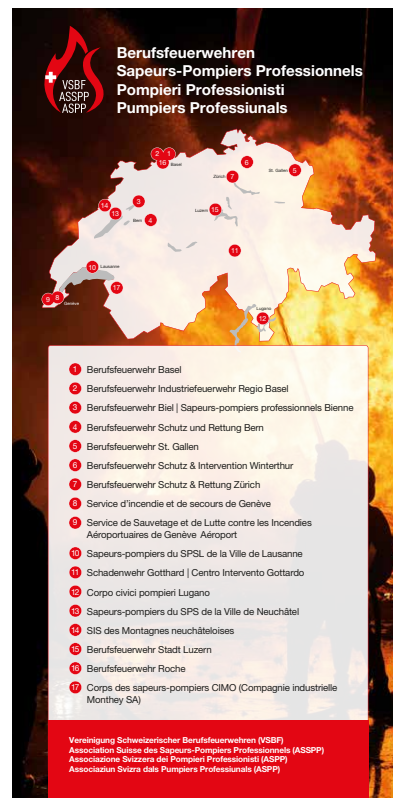 VSBF
ASSPP
ASPP
Berufsfeuerwehren
Sapeurs-Pompiers Professionnels
Pompieri Professionisti
Pumpiers Professiunals
2 1
16 Basel
6
St. Gallen 5
Zürich 7
14 3
13
Bern 4
Luzern 15
11
10 Lausanne
17
9 8
Genève
Lugano
12
1 Berufsfeuerwehr Basel
2 Berufsfeuerwehr Industriefeuerwehr Regio Basel
3 Berufsfeuerwehr Biel | Sapeurs-pompiers professionnels Bienne
4 Berufsfeuerwehr Schutz und Rettung Bern
5 Berufsfeuerwehr St. Gallen
6 Berufsfeuerwehr Schutz & Intervention Winterthur
7 Berufsfeuerwehr Schutz & Rettung Zürich
8 Service d'incendie et de secours de Genève
9 Service de Sauvetage et de Lutte contre les Incendies
Aéroportuaires de Genève Aéroport
10 Sapeurs-pompiers du SPSL de la Ville de Lausanne
11 Schadenwehr Gotthard | Centro Intervento Gottardo
12 Corpo civici pompieri Lugano
13 Sapeurs-pompiers du SPS de la Ville de Neuchâtel
14 SIS des Montagnes neuchâteloises
15 Berufsfeuerwehr Stadt Luzern
16 Berufsfeuerwehr Roche
17 Corps des sapeurs-pompiers CIMO (Compagnie industrielle
Monthey SA)
Vereinigung Schweizerischer Berufsfeuerwehren (VSBF)
Association Suisse des Sapeurs-Pompiers Professionnels (ASSPP)
Associazione Svizzera dei Pompieri Professionisti (ASPP)
Associaziun Svizra dals Pumpiers Professiunals (ASPP)